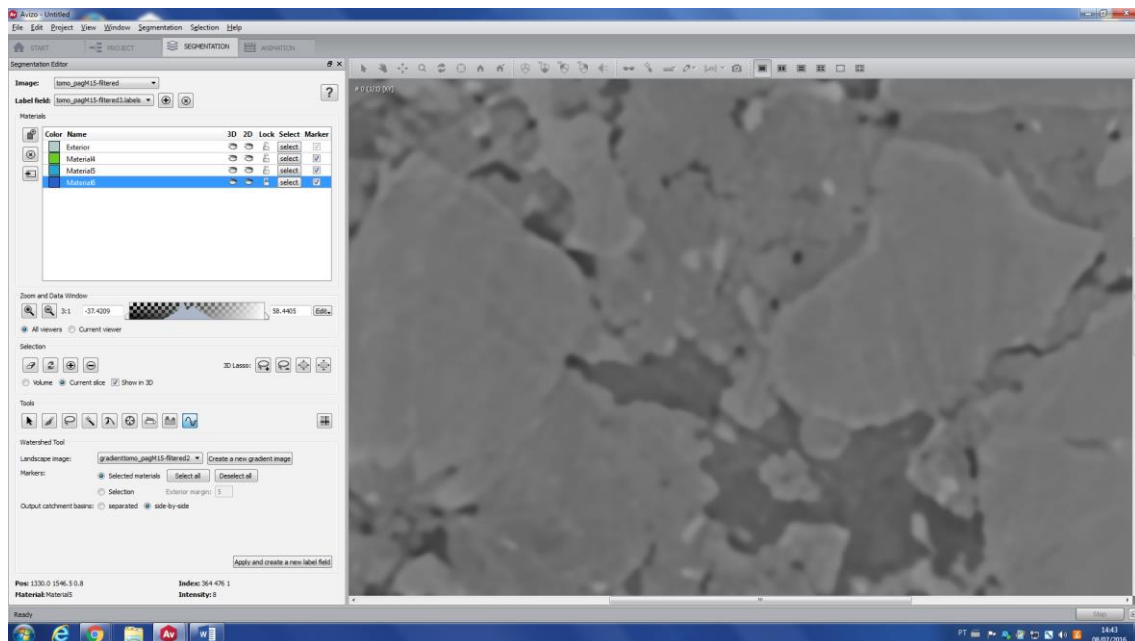 Avizo - Untitled
File Edit Project View Window Segmentation Selection Help
START PROJECT SEGMENTATION ANIMATION
Segmentation Editor
Image: tomo_pagM15-filtered
Label field: tomo_pagM15-filtered3.labels
Materials
Color Name 3D 2D Lock Select Marker
Exterior select
Material4 select
Material5 select
Material6 select
Zoom and Data Window
3:1 -37.4209 58.4405 Edit
All viewers Current viewer
Selection
3D Lasso:
Volume Current slice Show in 3D
Tools
Watershed Tool
Landscape image: gradienttomo_pagM15-filtered2 Create a new gradient image
Markers: Selected materials Select all Deselect all
Selection Exterior margin: 5
Output catchment basins: separated side-by-side
Apply and create a new label field
Pos: 1330.0 1546.5 0.8 Index: 364 476 1
Material: Material5 Intensity: 8
Ready
Stop
PT
14:43
08/07/2016